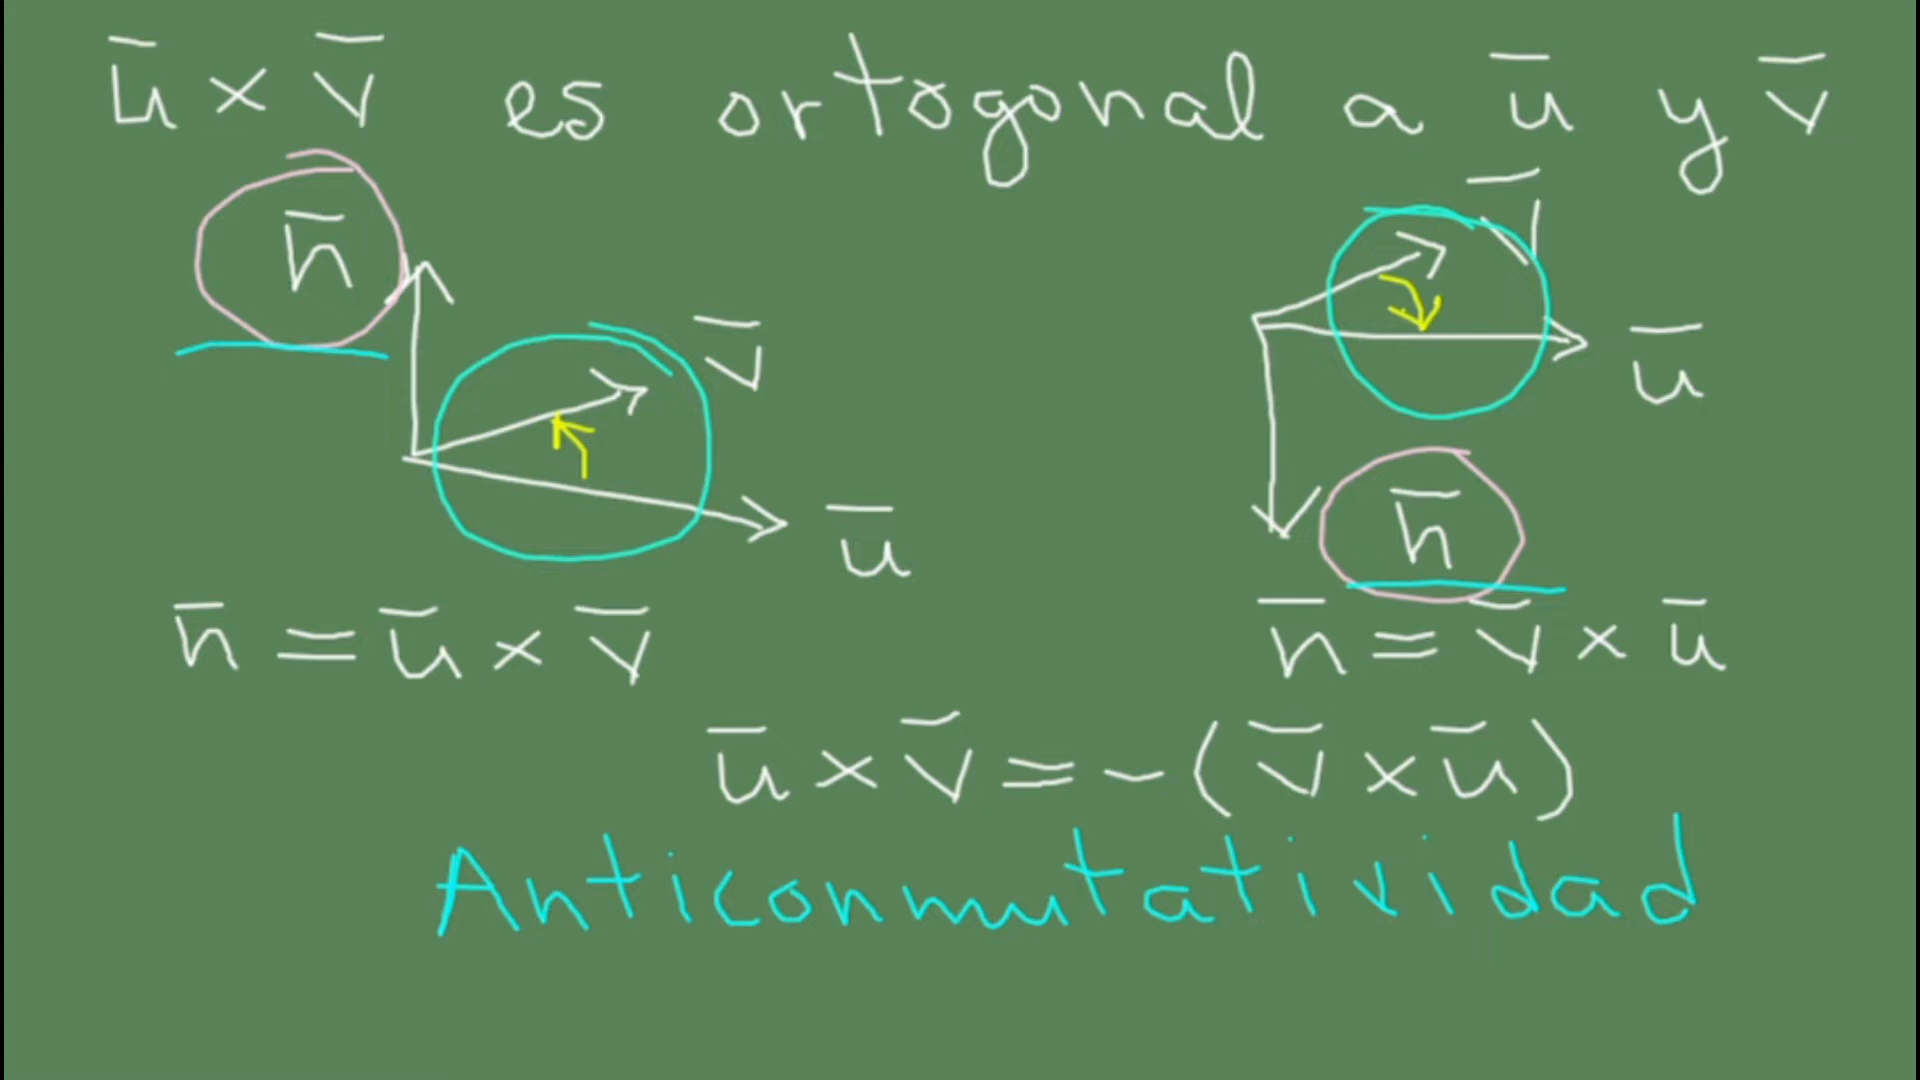 ū × v̄ es ortogonal a ū y v̄
n̄
v̄
ū
n̄ = ū × v̄
v̄
ū
n̄
n̄ = v̄ × ū
ū × v̄ = - (v̄ × ū)
Anticonmutatividad